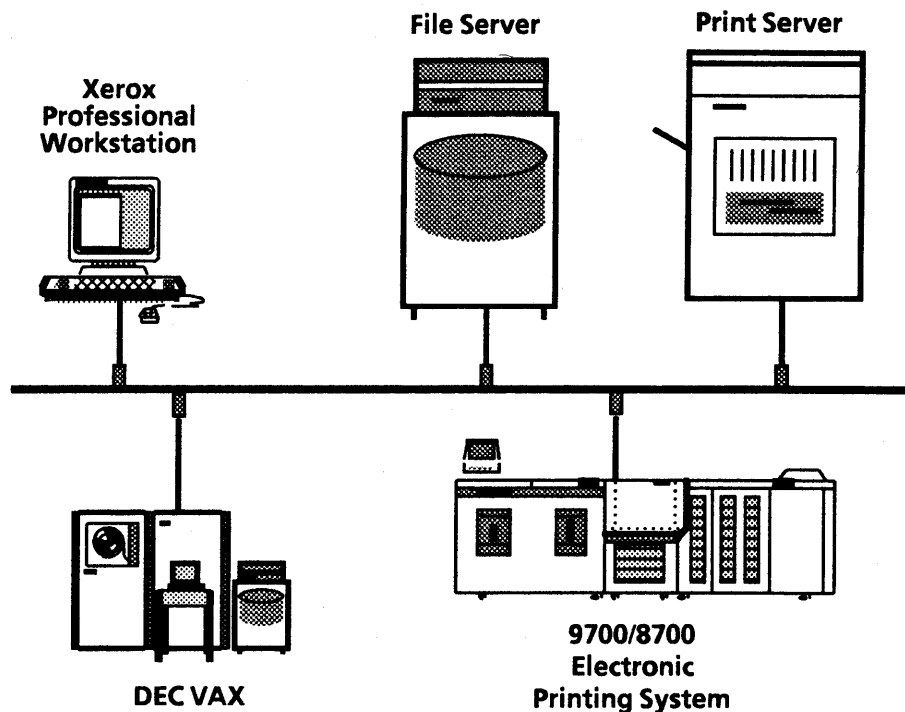 File Server
Print Server
Xerox
Professional
Workstation
9700/8700
Electronic
Printing System
DEC VAX